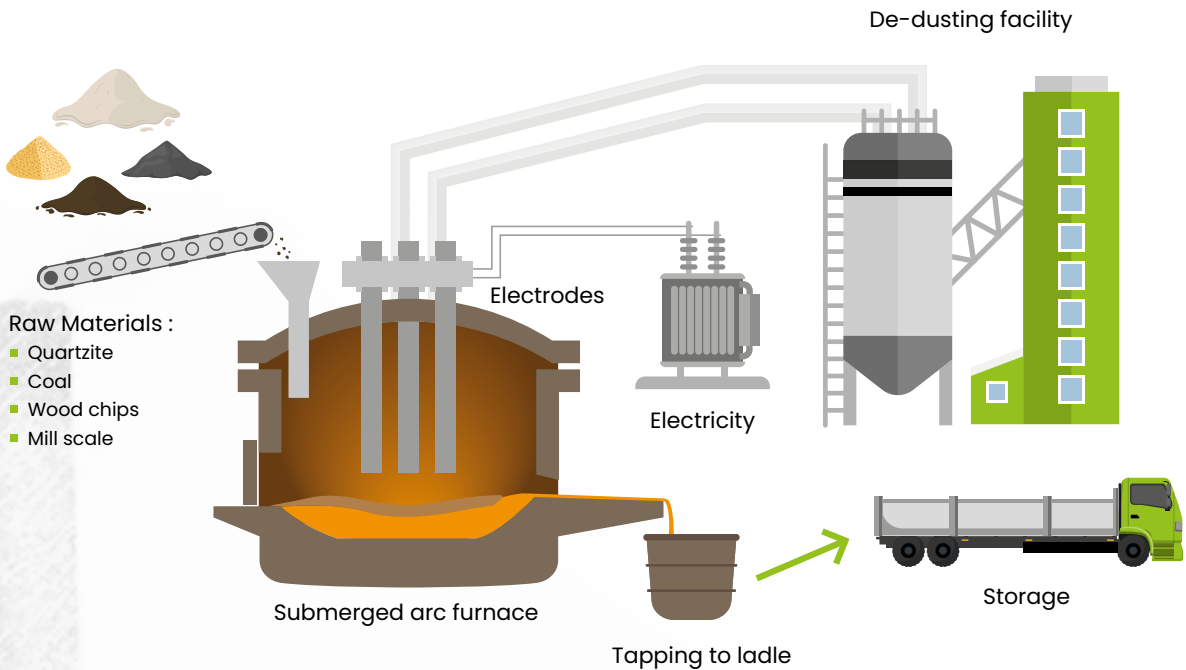 De-dusting facility
Electrodes
Raw Materials :
Quartzite
Coal
Wood chips
Mill scale
Electricity
Submerged arc furnace
Storage
Tapping to ladle